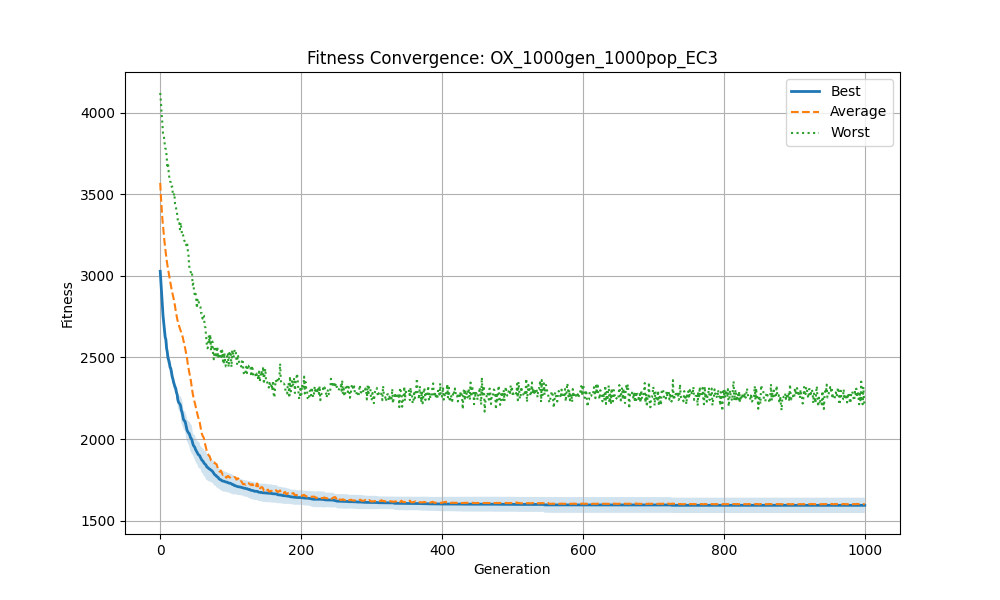 Fitness Convergence: OX_1000gen_1000pop_EC3
Best
Average
Worst
4000
3500
3000
2500
2000
1500
Fitness
0 200 400 600 800 1000
Generation